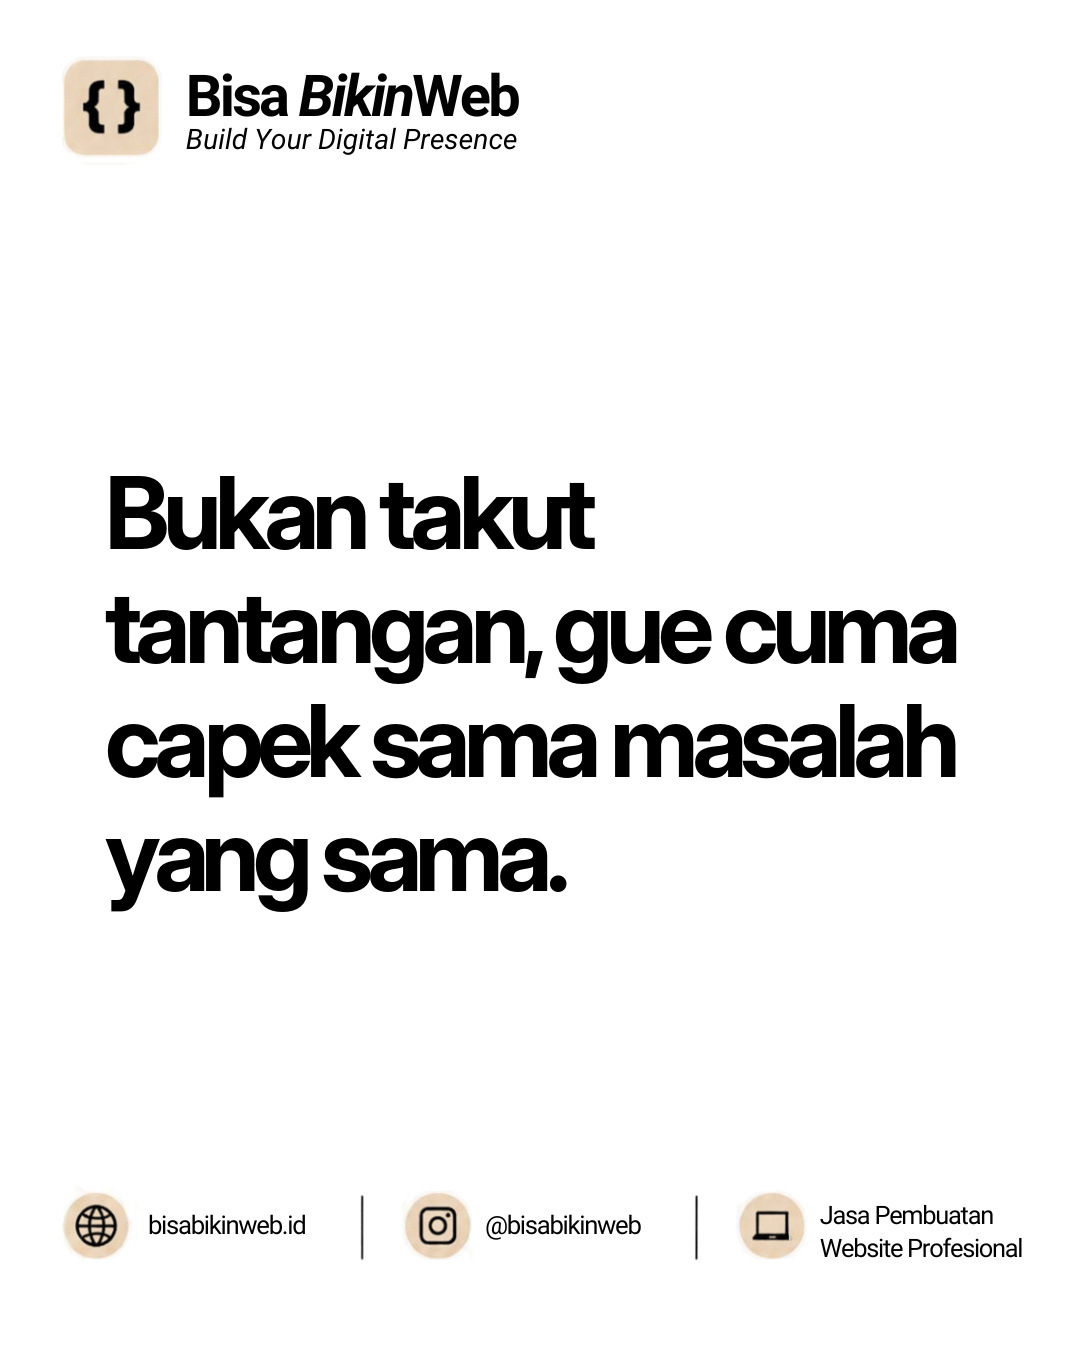 { }
Bisa BikinWeb
Build Your Digital Presence
Bukan takut
tantangan, gue cuma
capek sama masalah
yang sama.
bisabikinweb.id
@bisabikinweb
Jasa Pembuatan
Website Profesional